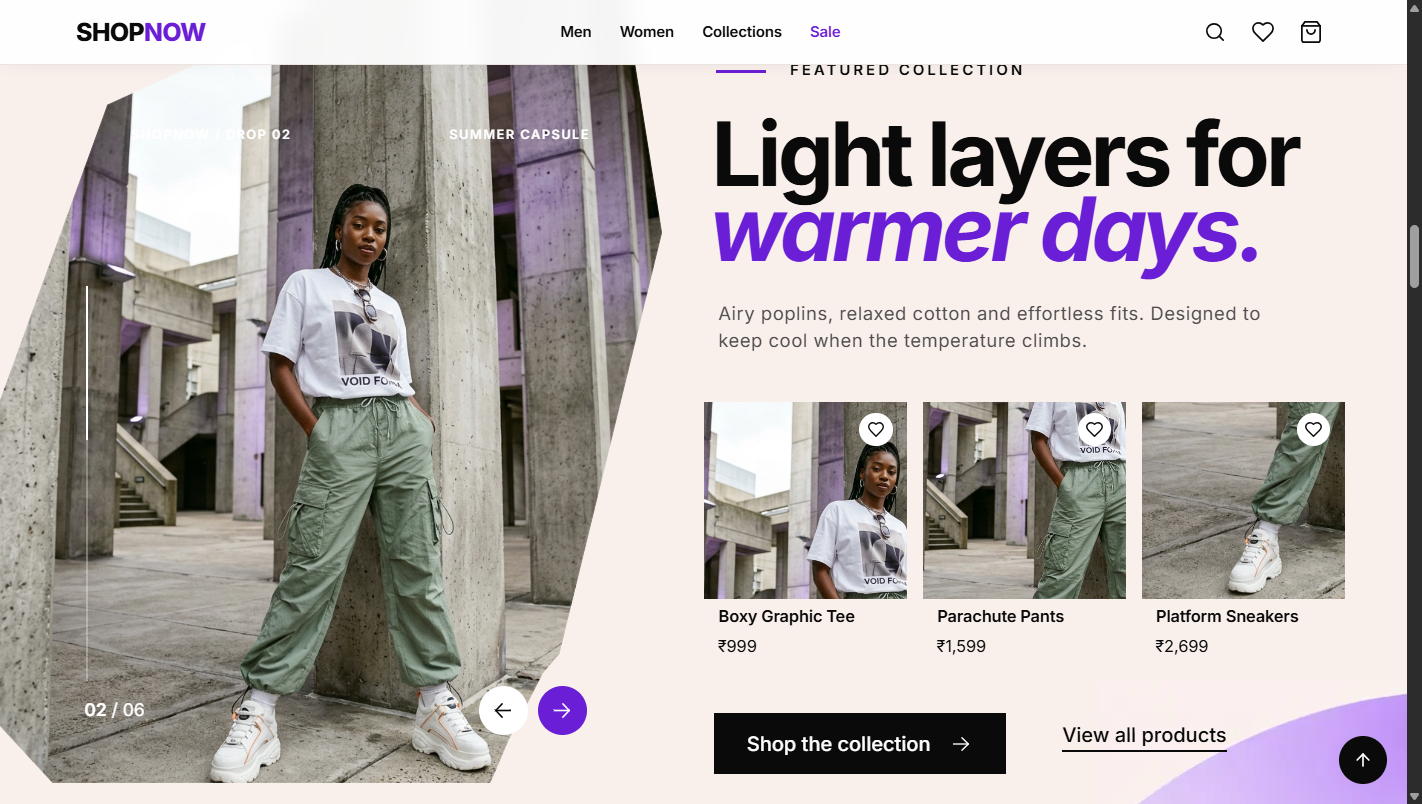 SHOPNOW
Men
Women
Collections
Sale
SHOPNOW / DROP 02
SUMMER CAPSULE
VOID
02 / 06
FEATURED COLLECTION
Light layers for
warmer days.
Airy poplins, relaxed cotton and effortless fits. Designed to
keep cool when the temperature climbs.
VOID
VOID
Boxy Graphic Tee
₹999
Parachute Pants
₹1,599
Platform Sneakers
₹2,699
Shop the collection
View all products